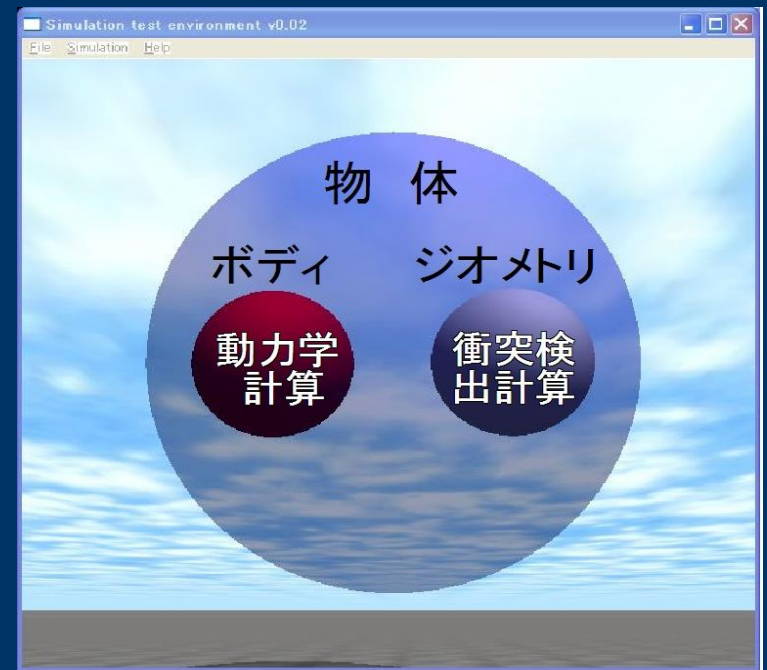 Simulation test environment v0.02
File Simulation Help
物 体
ボディ ジオメトリ
動力学
計算
衝突検
出計算